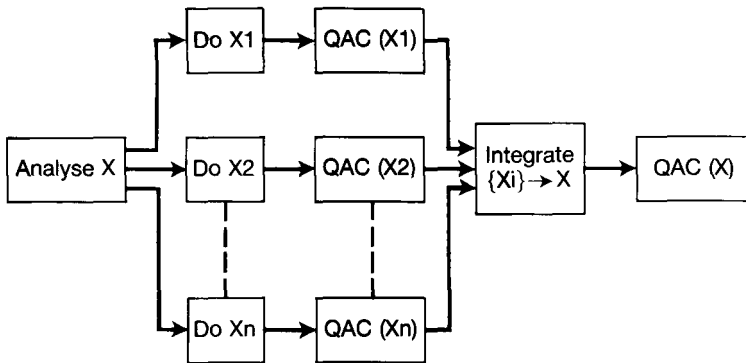 Do X1
QAC (X1)
Analyse X
Do X2
QAC (X2)
Integrate
{Xi}→ X
QAC (X)
Do Xn
QAC (Xn)